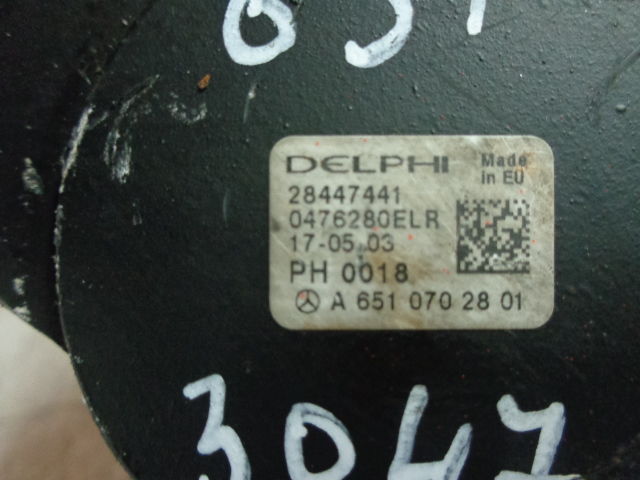 DELPHI Made in EU
28447441
0476280ELR
17-05.03
PH 0018
A 651 070 28 01
3047